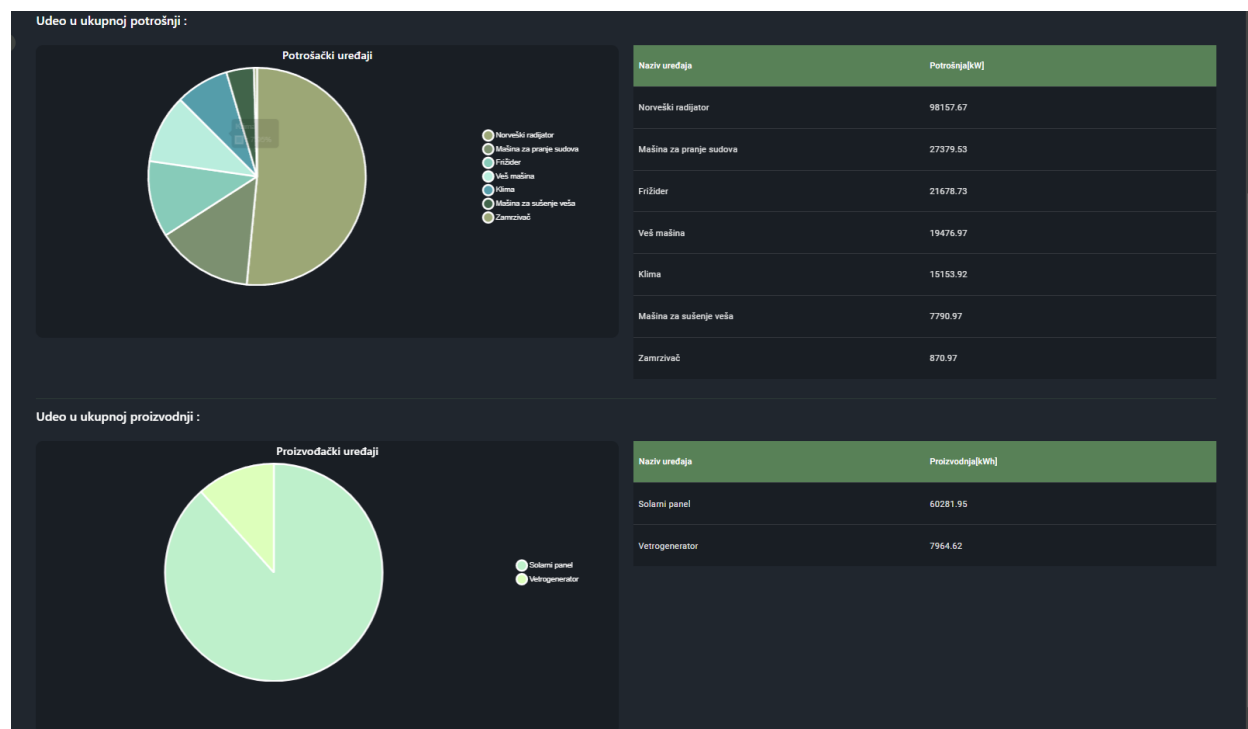 Udeo u ukupnoj potrošnji :
Potrošački uređaji
Norveški radijator
Mašina za pranje sudova
Frižider
Veš mašina
Klima
Mašina za sušenje veša
Zamrzivač
Naziv uređaja Potrošnja[kW]
Norveški radijator 98157.67
Mašina za pranje sudova 27379.53
Frižider 21678.73
Veš mašina 19476.97
Klima 15153.92
Mašina za sušenje veša 7790.97
Zamrzivač 870.97
Udeo u ukupnoj proizvodnji :
Proizvođački uređaji
Solarni panel
Vetrogenerator
Naziv uređaja Proizvodnja[kWh]
Solarni panel 60281.95
Vetrogenerator 7964.62